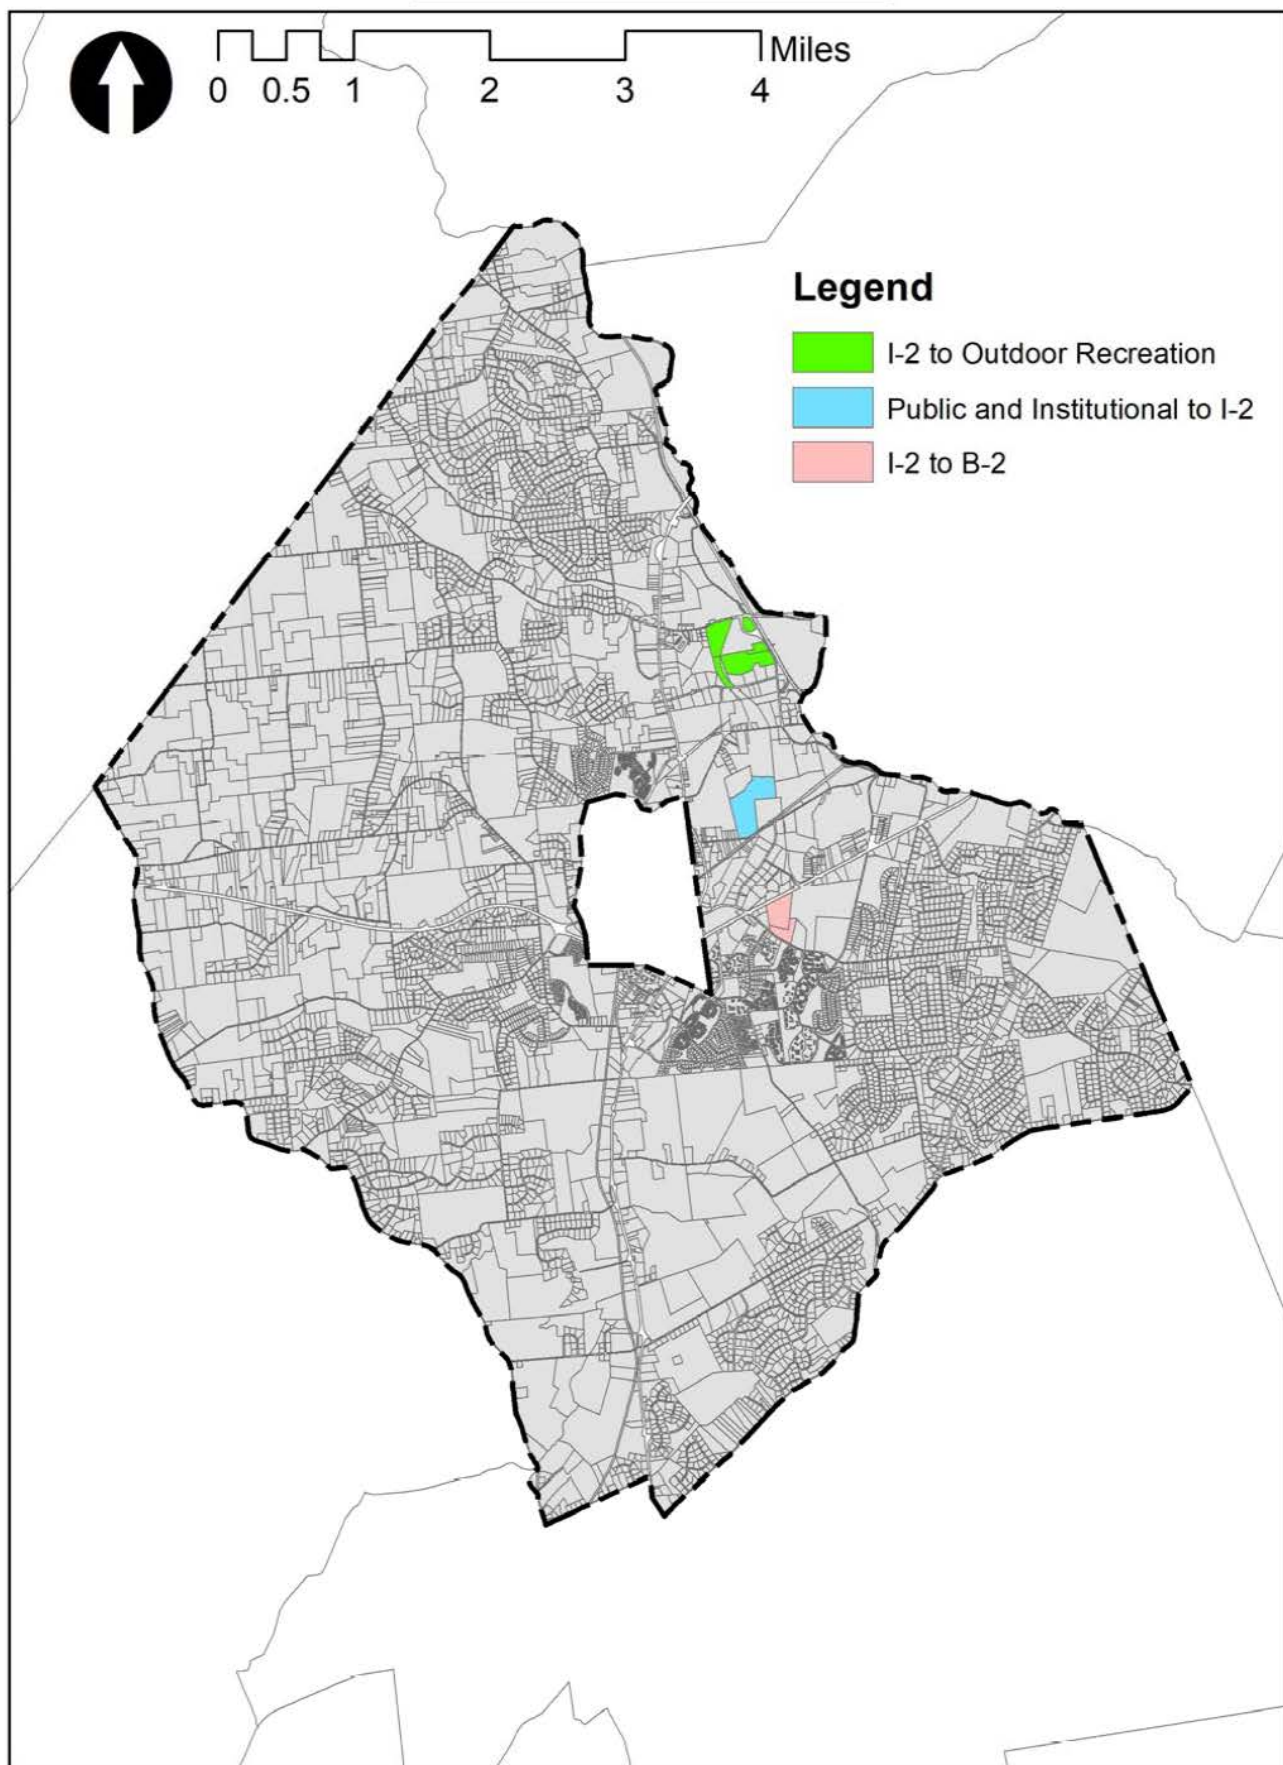 Miles
0 0.5 1 2 3 4
Legend
I-2 to Outdoor Recreation
Public and Institutional to I-2
I-2 to B-2